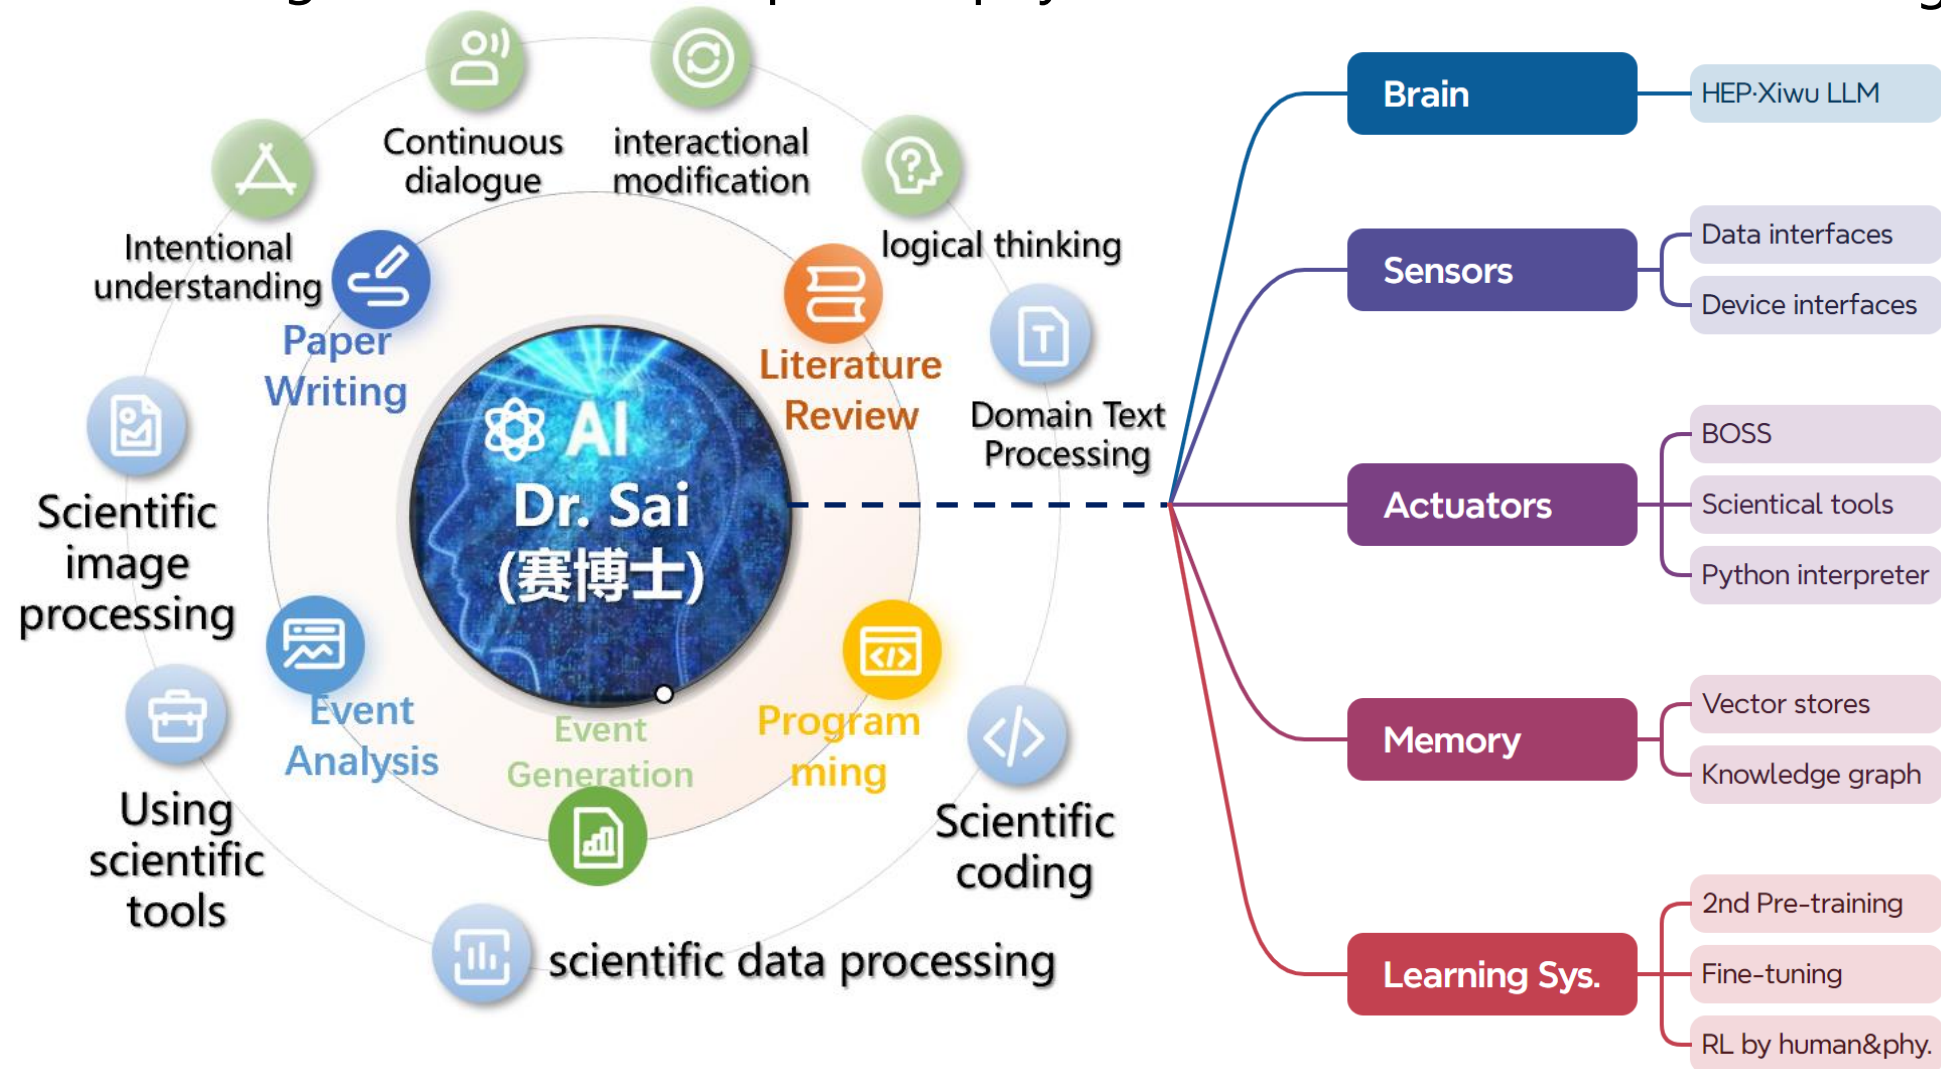 Continuous
dialogue
interactional
modification
Intentional
understanding
logical thinking
Paper
Writing
Literature
Review
Domain Text
Processing
AI
Dr. Sai
(赛博士)
Scientific
image
processing
Event
Analysis
Event
Generation
Program
ming
Using
scientific
tools
Scientific
coding
scientific data processing
Brain
HEP·Xiwu LLM
Sensors
Data interfaces
Device interfaces
Actuators
BOSS
Scientical tools
Python interpreter
Memory
Vector stores
Knowledge graph
Learning Sys.
2nd Pre-training
Fine-tuning
RL by human&phy.